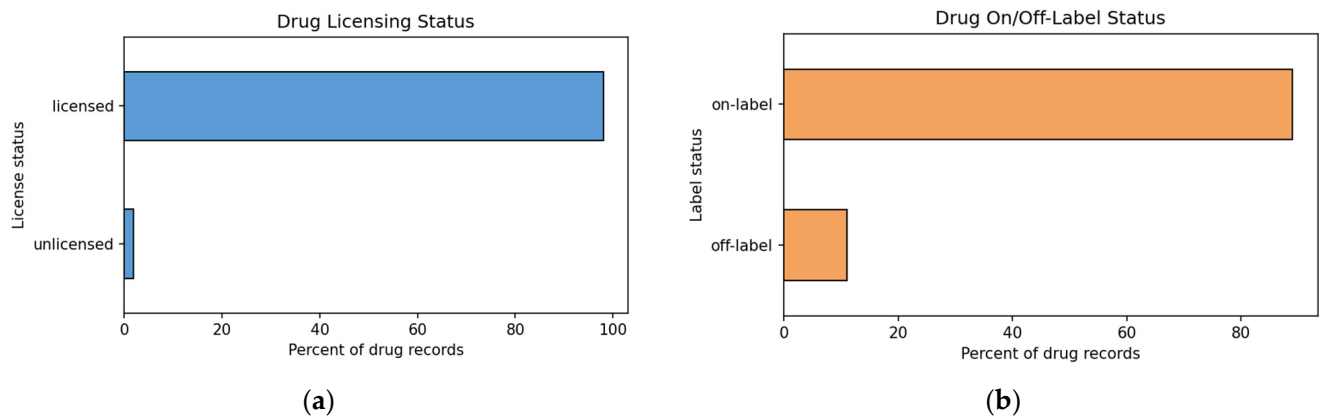 Drug Licensing Status
License status
licensed
unlicensed
0 20 40 60 80 100
Percent of drug records
(a)
Drug On/Off-Label Status
Label status
on-label
off-label
0 20 40 60 80
Percent of drug records
(b)